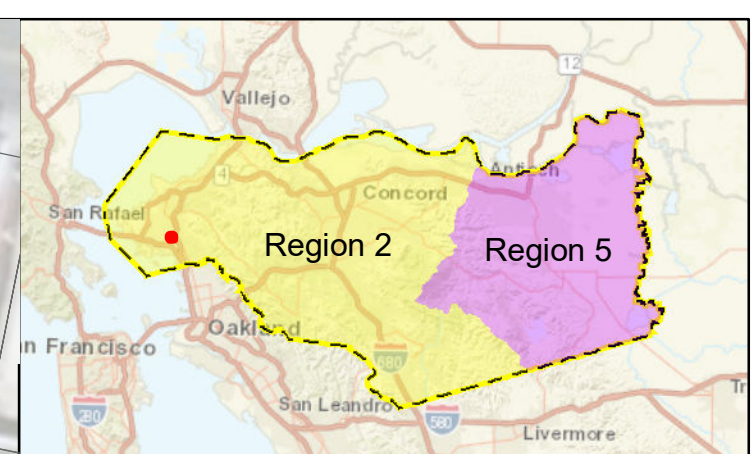 12
Vallejo
Antioch
4
Concord
San Rafael
Region 2
Region 5
Oakland
n Francisco
680
San Leandro
Tr
280
580
Livermore